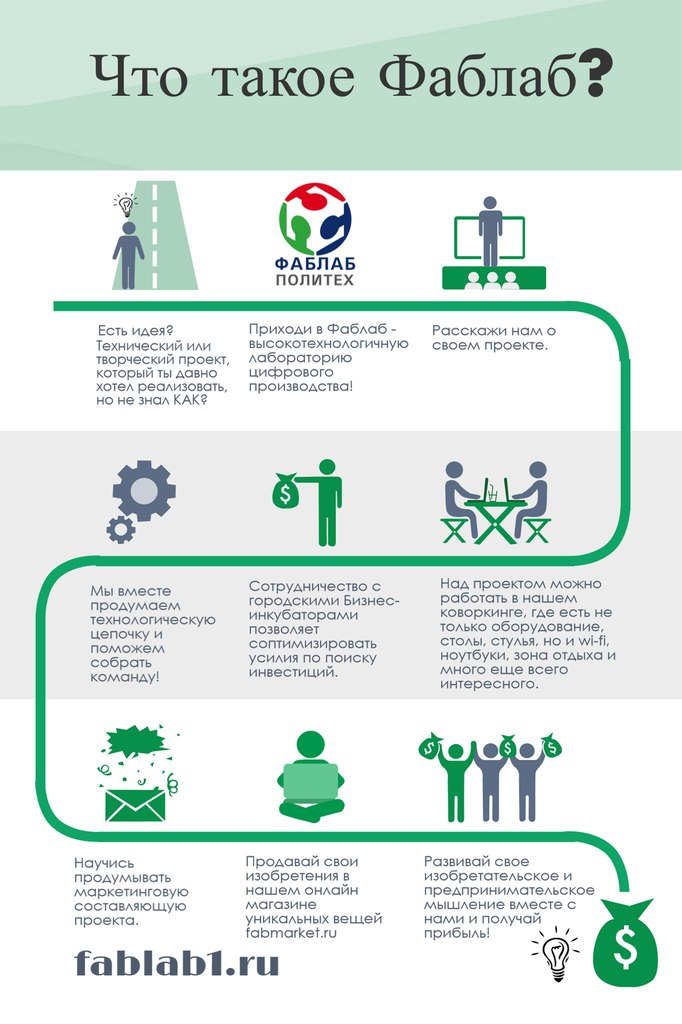 Что такое Фаблаб?
ФАБЛАБ
ПОЛИТЕХ
Есть идея?
Технический или
творческий проект,
который ты давно
хотел реализовать,
но не знал КАК?
Приходи в Фаблаб -
высокотехнологичную
лабораторию
цифрового
производства!
Расскажи нам о
своем проекте.
$
Мы вместе
продумаем
технологическую
цепочку и
поможем
собрать
команду!
Сотрудничество с
городскими Бизнес-
инкубаторами
позволяет
соптимизировать
усилия по поиску
инвестиций.
Над проектом можно
работать в нашем
коворкинге, где есть не
только оборудование,
столы, стулья, но и wi-fi,
ноутбуки, зона отдыха и
много еще всего
интересного.
$ $ $
Научись
продумывать
маркетинговую
составляющую
проекта.
Продавай свои
изобретения в
нашем онлайн
магазине
уникальных вещей
fabmarket.ru
Развивай свое
изобретательское и
предпринимательское
мышление вместе с
нами и получай
прибыль!
$
fablab1.ru